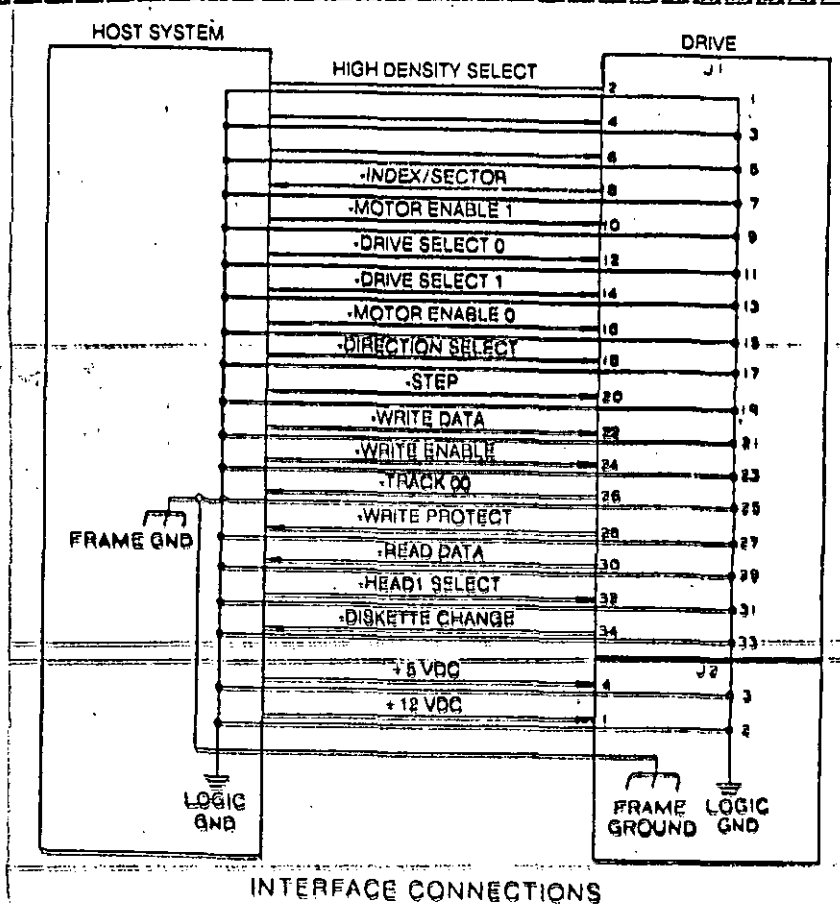 HOST SYSTEM
DRIVE
HIGH DENSITY SELECT
J1
2
1
4
3
6
5
-INDEX/SECTOR
8
7
-MOTOR ENABLE 1
10
9
-DRIVE SELECT 0
12
11
-DRIVE SELECT 1
14
13
-MOTOR ENABLE 0
16
15
-DIRECTION SELECT
18
17
-STEP
20
19
-WRITE DATA
22
21
-WRITE ENABLE
24
23
-TRACK 00
26
25
FRAME GND
-WRITE PROTECT
28
27
-READ DATA
30
29
-HEAD1 SELECT
32
31
-DISKETTE CHANGE
34
33
J2
+5 VDC
4
3
+12 VDC
1
2
LOGIC
GND
FRAME
GROUND
LOGIC
GND
INTERFACE CONNECTIONS